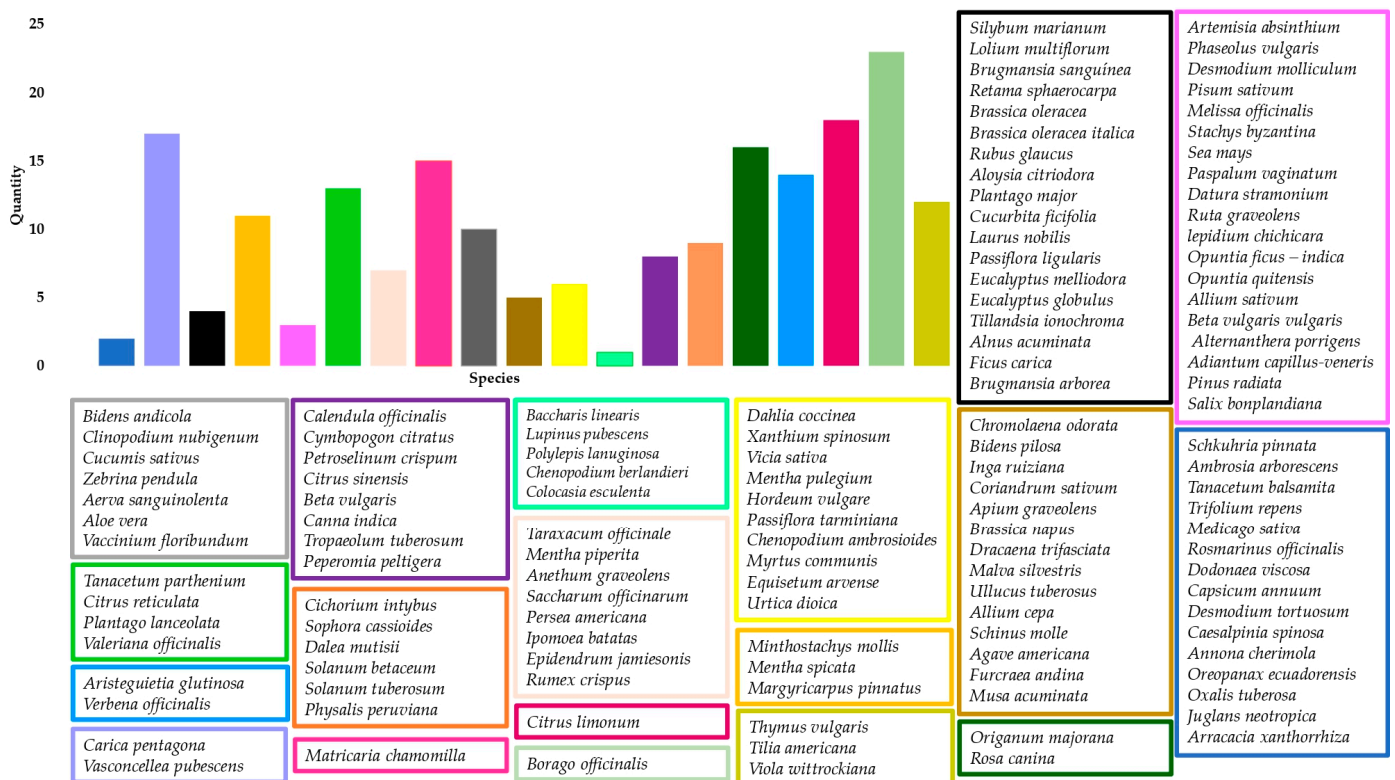 25
20
15
10
5
0
Quantity
Species
Bidens andicola
Clinopodium nubigenum
Cucumis sativus
Zebrina pendula
Aerva sanguinolenta
Aloe vera
Vaccinium floribundum
Tanacetum parthenium
Citrus reticulata
Plantago lanceolata
Valeriana officinalis
Aristeguietia glutinosa
Verbena officinalis
Carica pentagona
Vasconcellea pubescens
Calendula officinalis
Cymbopogon citratus
Petroselinum crispum
Citrus sinensis
Beta vulgaris
Canna indica
Tropaeolum tuberosum
Peperomia peltigera
Cichorium intybus
Sophora cassioides
Dalea mutisii
Solanum betaceum
Solanum tuberosum
Physalis peruviana
Matricaria chamomilla
Baccharis linearis
Lupinus pubescens
Polylepis lanuginosa
Chenopodium berlandieri
Colocasia esculenta
Taraxacum officinale
Mentha piperita
Anethum graveolens
Saccharum officinarum
Persea americana
Ipomoea batatas
Epidendrum jamiesonis
Rumex crispus
Citrus limonum
Borago officinalis
Dahlia coccinea
Xanthium spinosum
Vicia sativa
Mentha pulegium
Hordeum vulgare
Passiflora tarminiana
Chenopodium ambrosioides
Myrtus communis
Equisetum arvense
Urtica dioica
Minthostachys mollis
Mentha spicata
Margyricarpus pinnatus
Thymus vulgaris
Tilia americana
Viola wittrockiana
Silybum marianum
Lolium multiflorum
Brugmansia sanguínea
Retama sphaerocarpa
Brassica oleracea
Brassica oleracea italica
Rubus glaucus
Aloysia citriodora
Plantago major
Cucurbita ficifolia
Laurus nobilis
Passiflora ligularis
Eucalyptus melliodora
Eucalyptus globulus
Tillandsia ionochroma
Alnus acuminata
Ficus carica
Brugmansia arborea
Chromolaena odorata
Bidens pilosa
Inga ruiziana
Coriandrum sativum
Apium graveolens
Brassica napus
Dracaena trifasciata
Malva silvestris
Ullucus tuberosus
Allium cepa
Schinus molle
Agave americana
Furcraea andina
Musa acuminata
Origanum majorana
Rosa canina
Artemisia absinthium
Phaseolus vulgaris
Desmodium molliculum
Pisum sativum
Melissa officinalis
Stachys byzantina
Sea mays
Paspalum vaginatum
Datura stramonium
Ruta graveolens
lepidium chichicara
Opuntia ficus – indica
Opuntia quitensis
Allium sativum
Beta vulgaris vulgaris
Alternanthera porrigens
Adiantum capillus-veneris
Pinus radiata
Salix bonplandiana
Schkuhria pinnata
Ambrosia arborescens
Tanacetum balsamita
Trifolium repens
Medicago sativa
Rosmarinus officinalis
Dodonaea viscosa
Capsicum annuum
Desmodium tortuosum
Caesalpinia spinosa
Annona cherimola
Oreopanax ecuadorensis
Oxalis tuberosa
Juglans neotropica
Arracacia xanthorrhiza